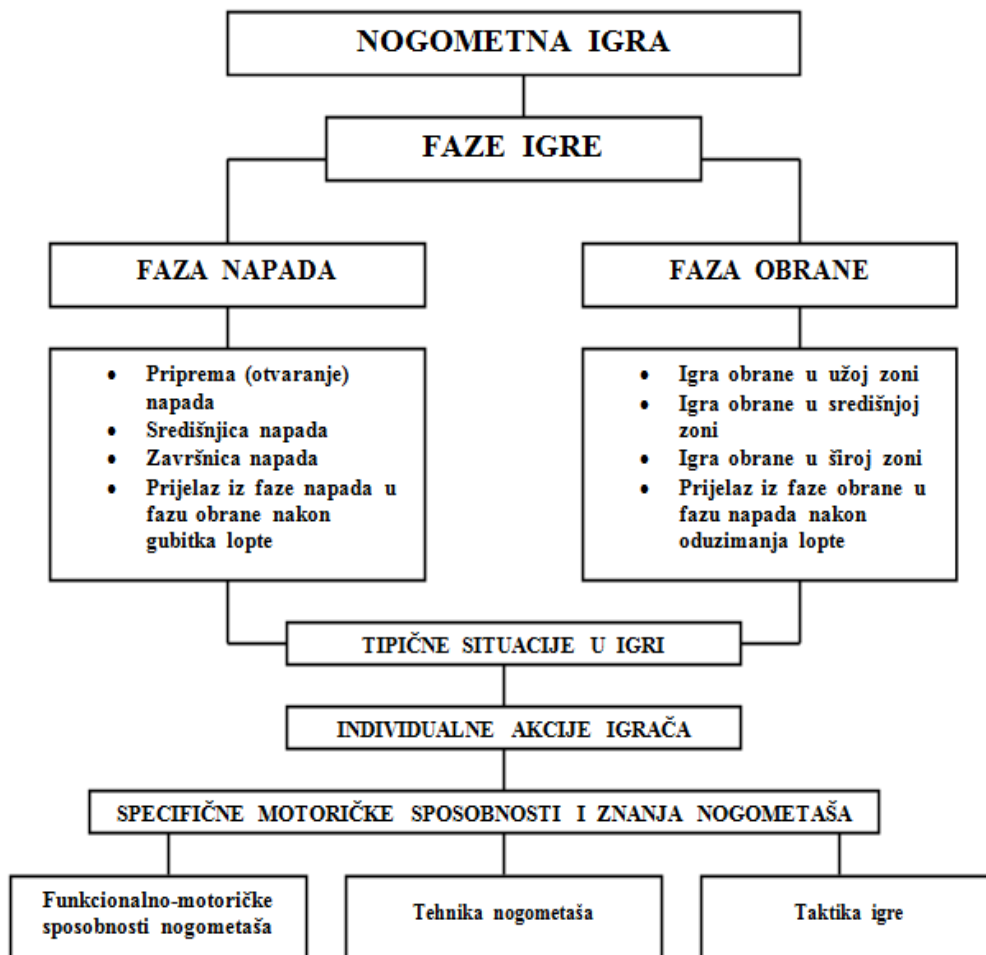 NOGOMETNA IGRA
FAZE IGRE
FAZA NAPADA
FAZA OBRANE
• Priprema (otvaranje)
napada
• Središnjica napada
• Završnica napada
• Prijelaz iz faze napada u
fazu obrane nakon
gubitka lopte
• Igra obrane u užoj zoni
• Igra obrane u središnjoj
zoni
• Igra obrane u široj zoni
• Prijelaz iz faze obrane u
fazu napada nakon
oduzimanja lopte
TIPIČNE SITUACIJE U IGRI
INDIVIDUALNE AKCIJE IGRAČA
SPECIFIČNE MOTORIČKE SPOSOBNOSTI I ZNANJA NOGOMETAŠA
Funkcionalno-motoričke
sposobnosti nogometaša
Tehnika nogometaša
Taktika igre